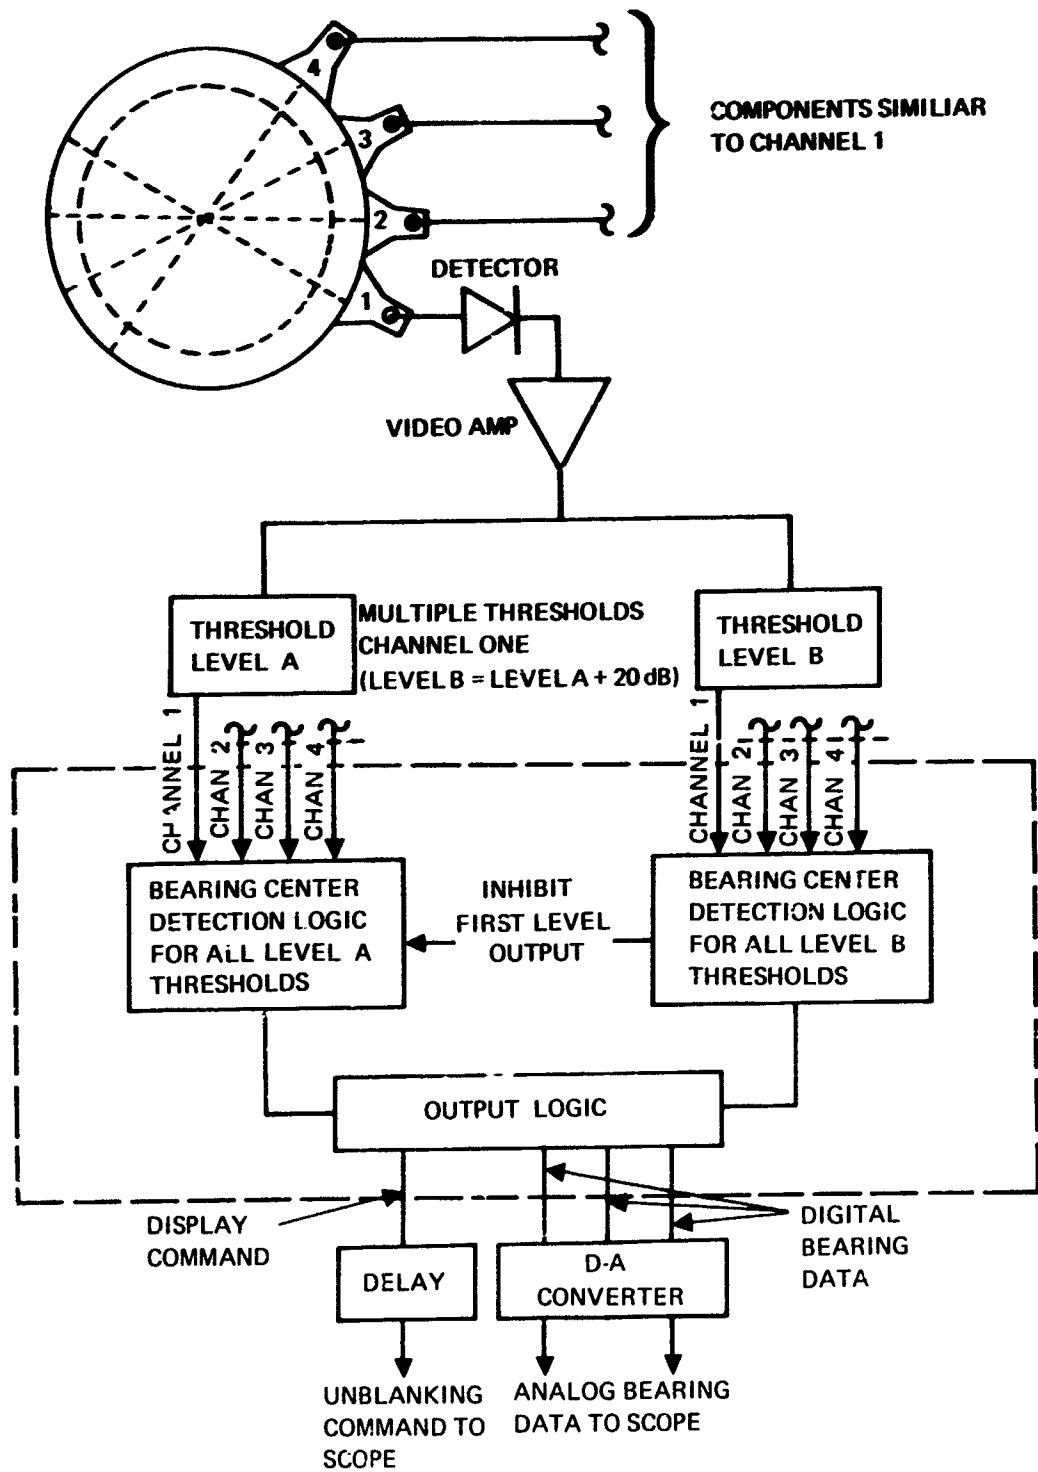 4
3
2
1
COMPONENTS SIMILIAR
TO CHANNEL 1
DETECTOR
VIDEO AMP
THRESHOLD
LEVEL A
MULTIPLE THRESHOLDS
CHANNEL ONE
(LEVEL B = LEVEL A + 20 dB)
THRESHOLD
LEVEL B
CHANNEL 1
CHAN 2
CHAN 3
CHAN 4
CHANNEL 1
CHAN 2
CHAN 3
CHAN 4
BEARING CENTER
DETECTION LOGIC
FOR ALL LEVEL A
THRESHOLDS
INHIBIT
FIRST LEVEL
OUTPUT
BEARING CENTER
DETECTION LOGIC
FOR ALL LEVEL B
THRESHOLDS
OUTPUT LOGIC
DISPLAY
COMMAND
DIGITAL
BEARING
DATA
DELAY
D-A
CONVERTER
UNBLANKING
COMMAND TO
SCOPE
ANALOG BEARING
DATA TO SCOPE